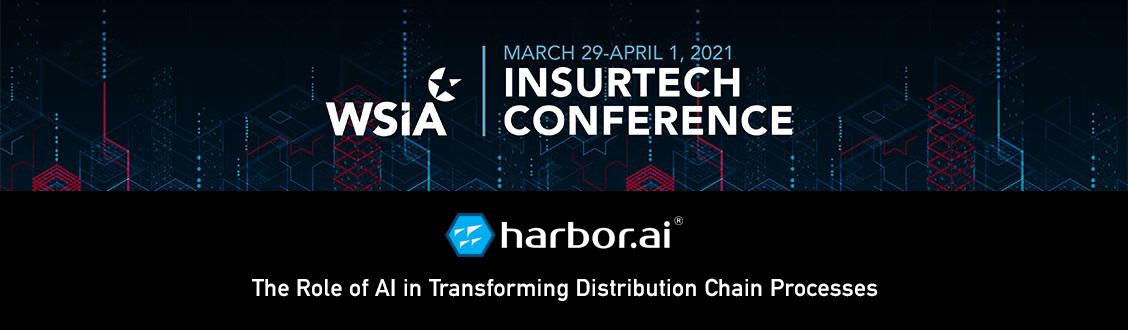 MARCH 29-APRIL 1, 2021
WSiA
INSURTECH
CONFERENCE
harbor.ai®
The Role of AI in Transforming Distribution Chain Processes